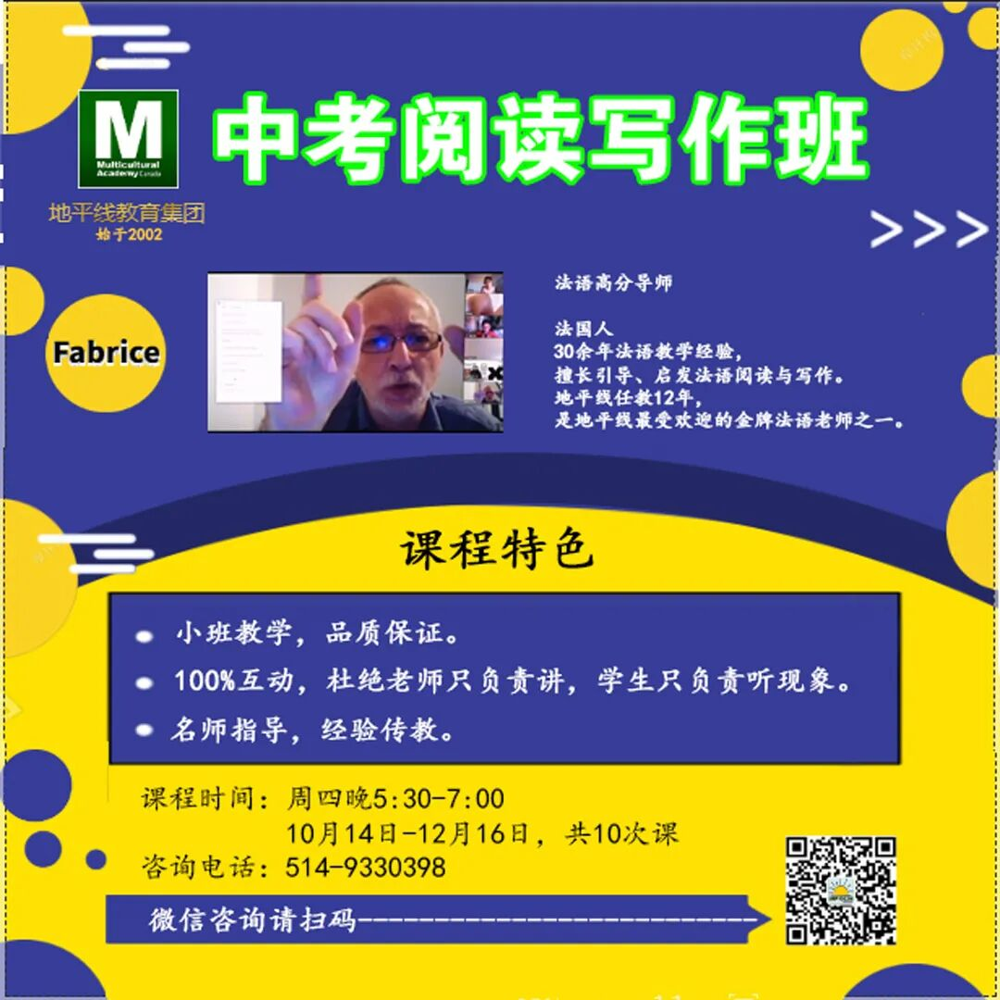 M
Multicultural
Academy Canada
中考阅读写作班
地平线教育集团
始于2002
>>>
Fabrice
法语高分导师
法国人
30余年法语教学经验，
擅长引导、启发法语阅读与写作。
地平线任教12年，
是地平线最受欢迎的金牌法语老师之一。
课程特色
小班教学，品质保证。
100%互动，杜绝老师只负责讲，学生只负责听现象。
名师指导，经验传教。
课程时间：周四晚5:30-7:00
10月14日-12月16日，共10次课
咨询电话：514-9330398
微信咨询请扫码--------------------------